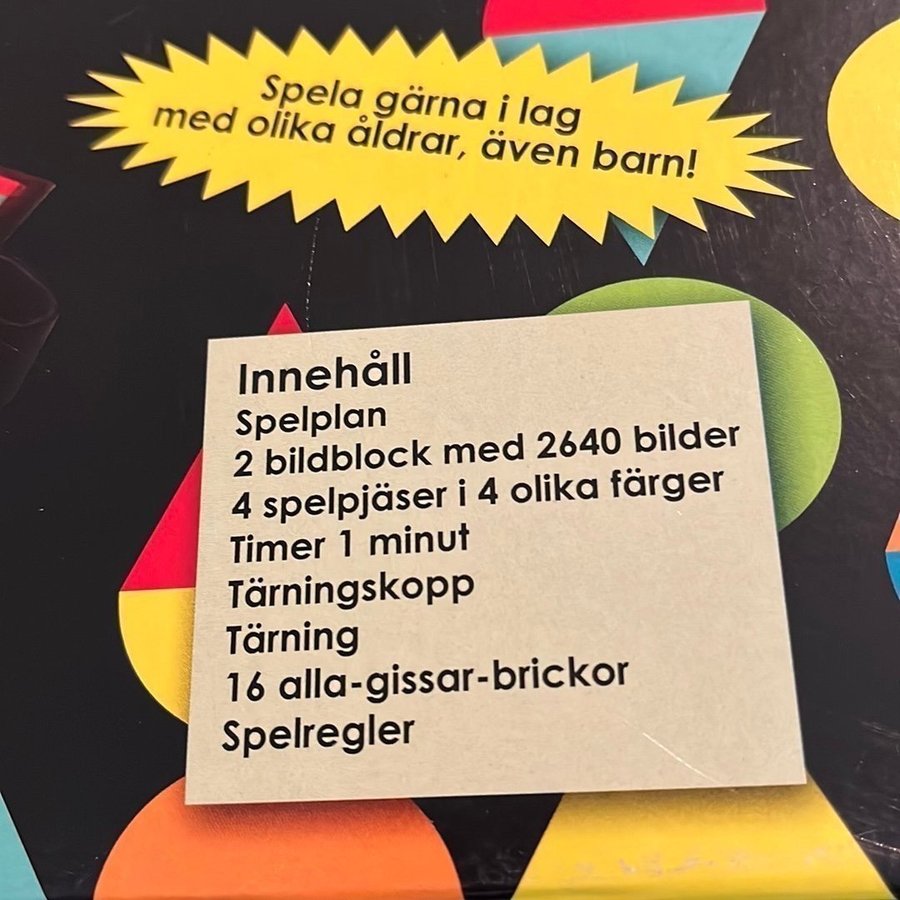 Spela gärna i lag
med olika åldrar, även barn!
Innehåll
Spelplan
2 bildblock med 2640 bilder
4 spelpjäser i 4 olika färger
Timer 1 minut
Tärningskopp
Tärning
16 alla-gissar-brickor
Spelregler